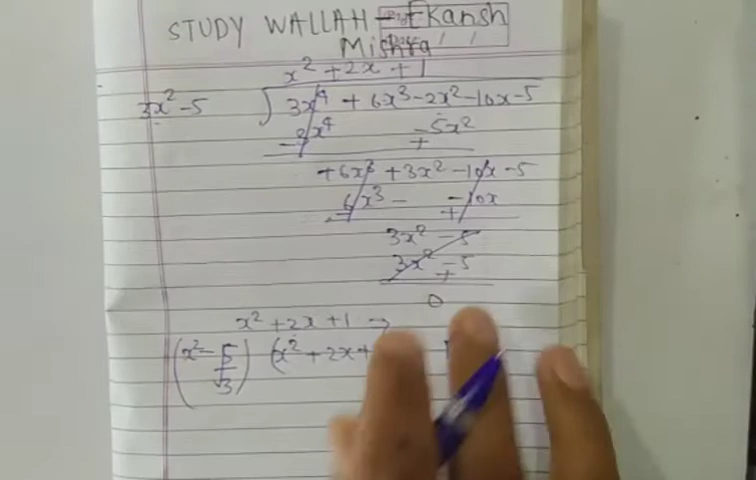 STUDY WALLAH - Ekansh
Mishra
x² + 2x + 1
3x² - 5 ) 3x⁴ + 6x³ - 2x² - 10x - 5
- 3x⁴ - 5x²
+
+ 6x³ + 3x² - 10x - 5
6x³ - - 10x
- +
3x² - 5
3x² - 5
+
0
x² + 2x + 1 →
(x² - 5/3) (x² + 2x +